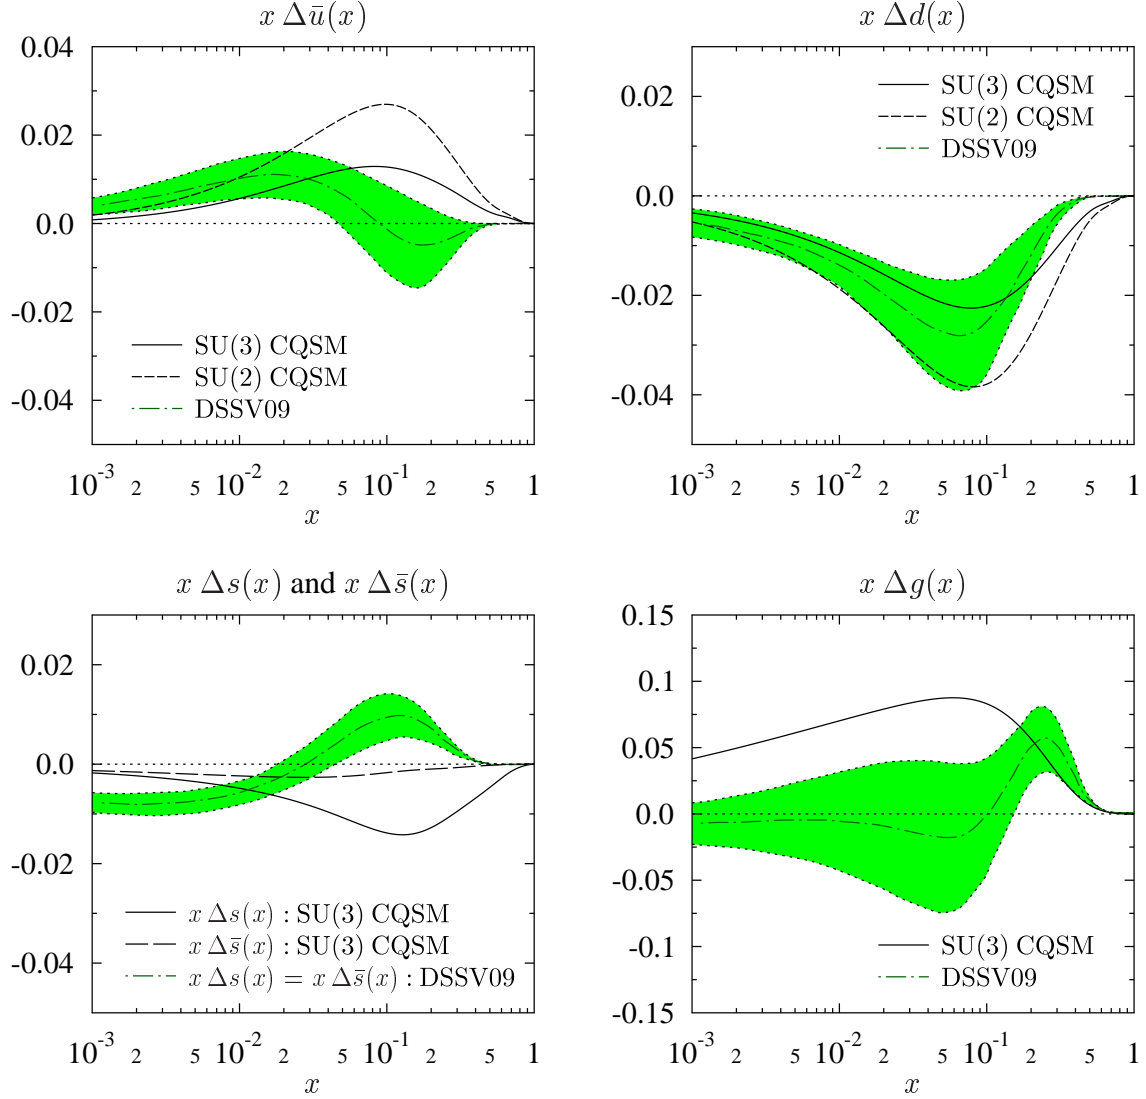 x Δū(x)
0.04
0.02
0.0
-0.02
-0.04
SU(3) CQSM
SU(2) CQSM
DSSV09
10⁻³ 2 5 10⁻² 2 5 10⁻¹ 2 5 1
x
x Δd(x)
0.02
0.0
-0.02
-0.04
SU(3) CQSM
SU(2) CQSM
DSSV09
10⁻³ 2 5 10⁻² 2 5 10⁻¹ 2 5 1
x
x Δs(x) and x Δs̄(x)
0.02
0.0
-0.02
-0.04
x Δs(x) : SU(3) CQSM
x Δs̄(x) : SU(3) CQSM
x Δs(x) = x Δs̄(x) : DSSV09
10⁻³ 2 5 10⁻² 2 5 10⁻¹ 2 5 1
x
x Δg(x)
0.15
0.1
0.05
0.0
-0.05
-0.1
-0.15
SU(3) CQSM
DSSV09
10⁻³ 2 5 10⁻² 2 5 10⁻¹ 2 5 1
x